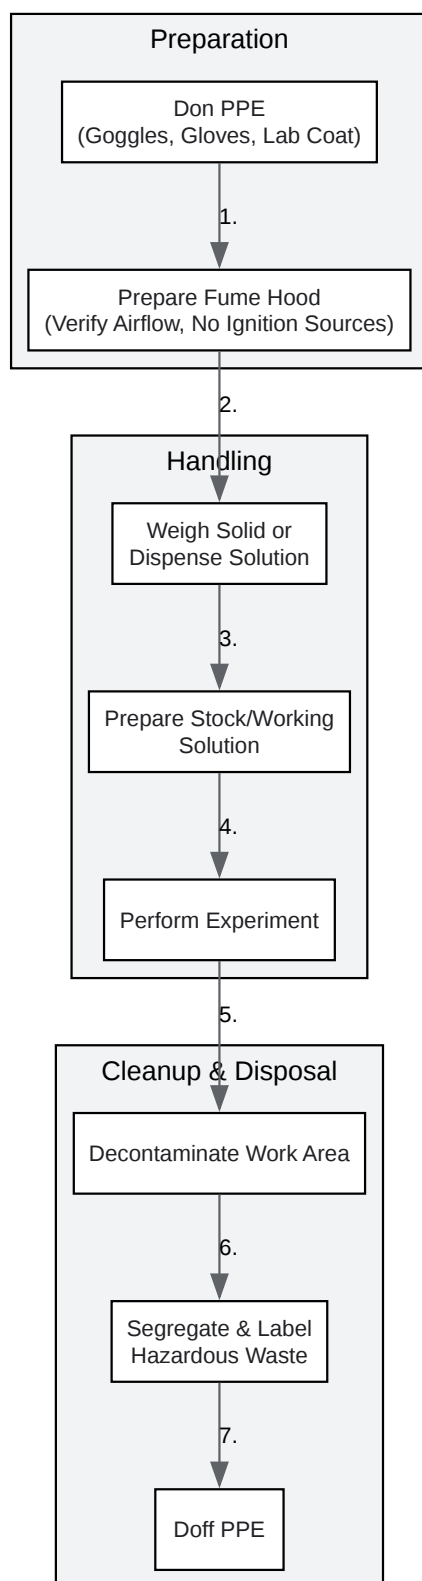 Preparation
Don PPE
(Goggles, Gloves, Lab Coat)
1.
Prepare Fume Hood
(Verify Airflow, No Ignition Sources)
2.
Handling
Weigh Solid or
Dispense Solution
3.
Prepare Stock/Working
Solution
4.
Perform Experiment
5.
Cleanup & Disposal
Decontaminate Work Area
6.
Segregate & Label
Hazardous Waste
7.
Doff PPE